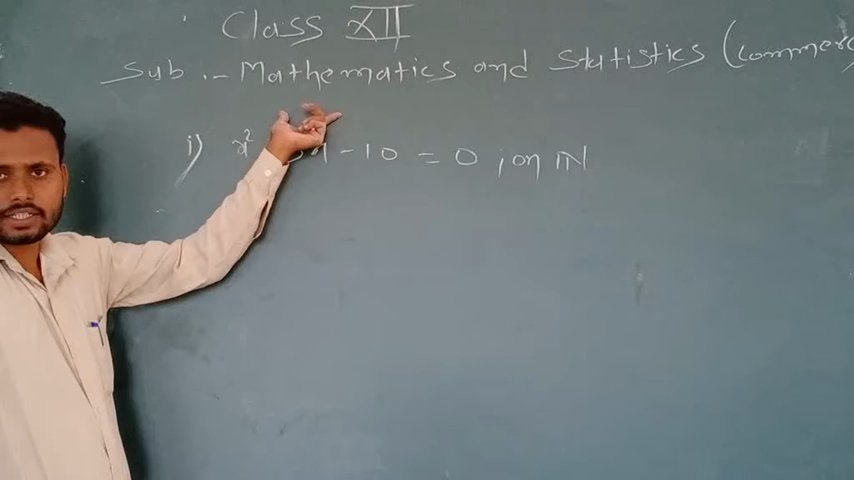 Class XII
Sub :- Mathematics and Statistics (Commerc
i) x² x - 10 = 0 ; on IN